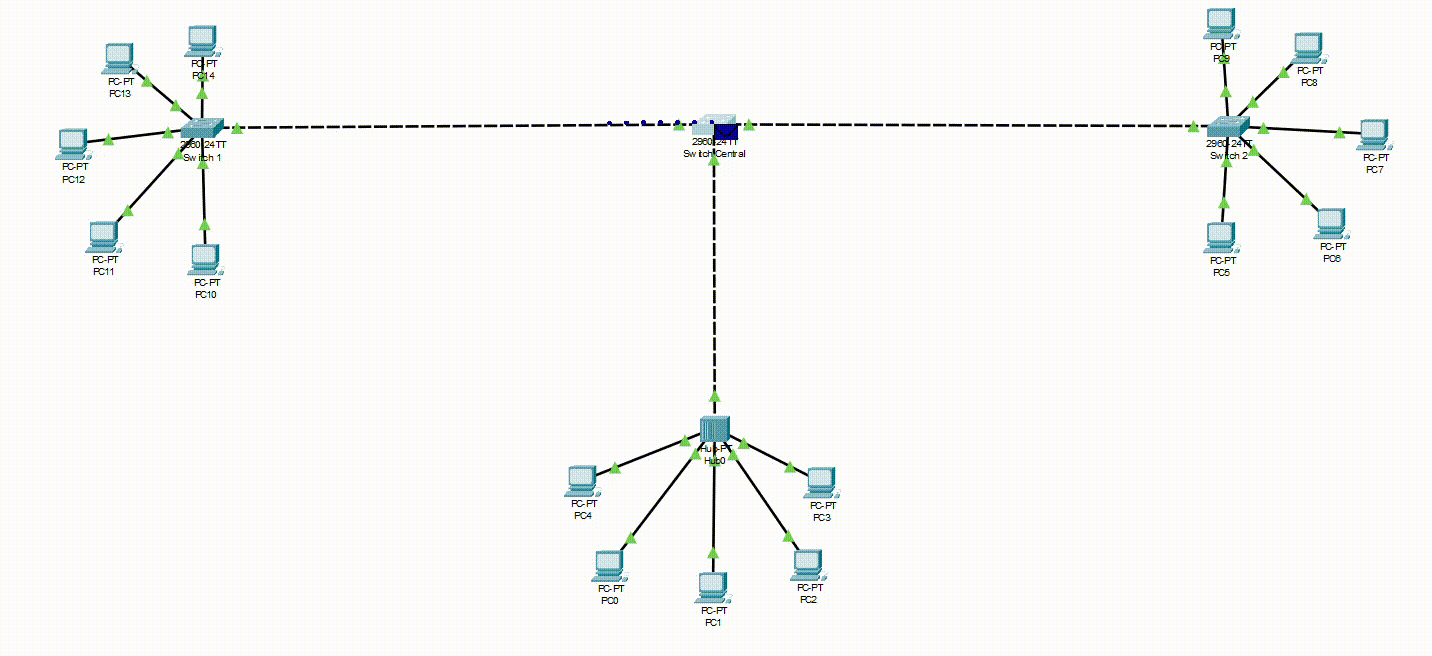 PC-PT
PC14
PC-PT
PC13
PC-PT
PC12
PC-PT
PC11
PC-PT
PC10
2960-24TT
Switch 1
2960-24TT
Switch Central
PC-PT
PC9
PC-PT
PC8
2960-24TT
Switch 2
PC-PT
PC7
PC-PT
PC6
PC-PT
PC5
Hub-PT
Hub0
PC-PT
PC4
PC-PT
PC3
PC-PT
PC0
PC-PT
PC1
PC-PT
PC2